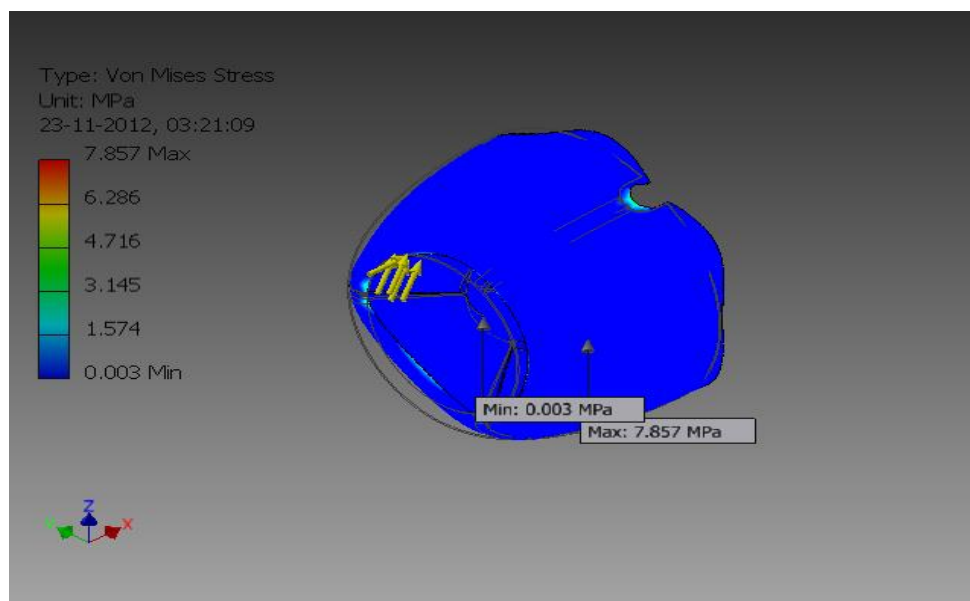 Type: Von Mises Stress
Unit: MPa
23-11-2012, 03:21:09
7.857 Max
6.286
4.716
3.145
1.574
0.003 Min
Min: 0.003 MPa
Max: 7.857 MPa
Z
X